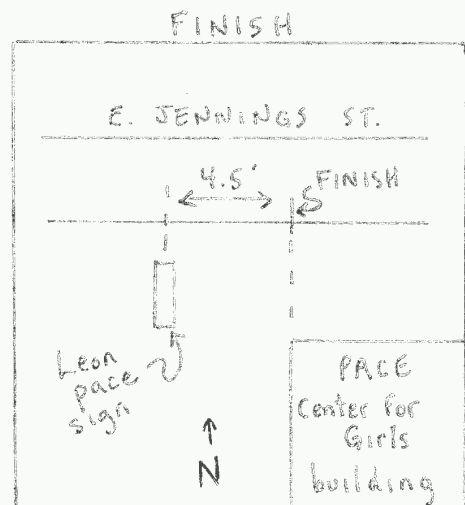 FINISH
E. JENNINGS ST.
4.5'
FINISH
Leon
pace
sign
N
PACE
Center for
Girls
building